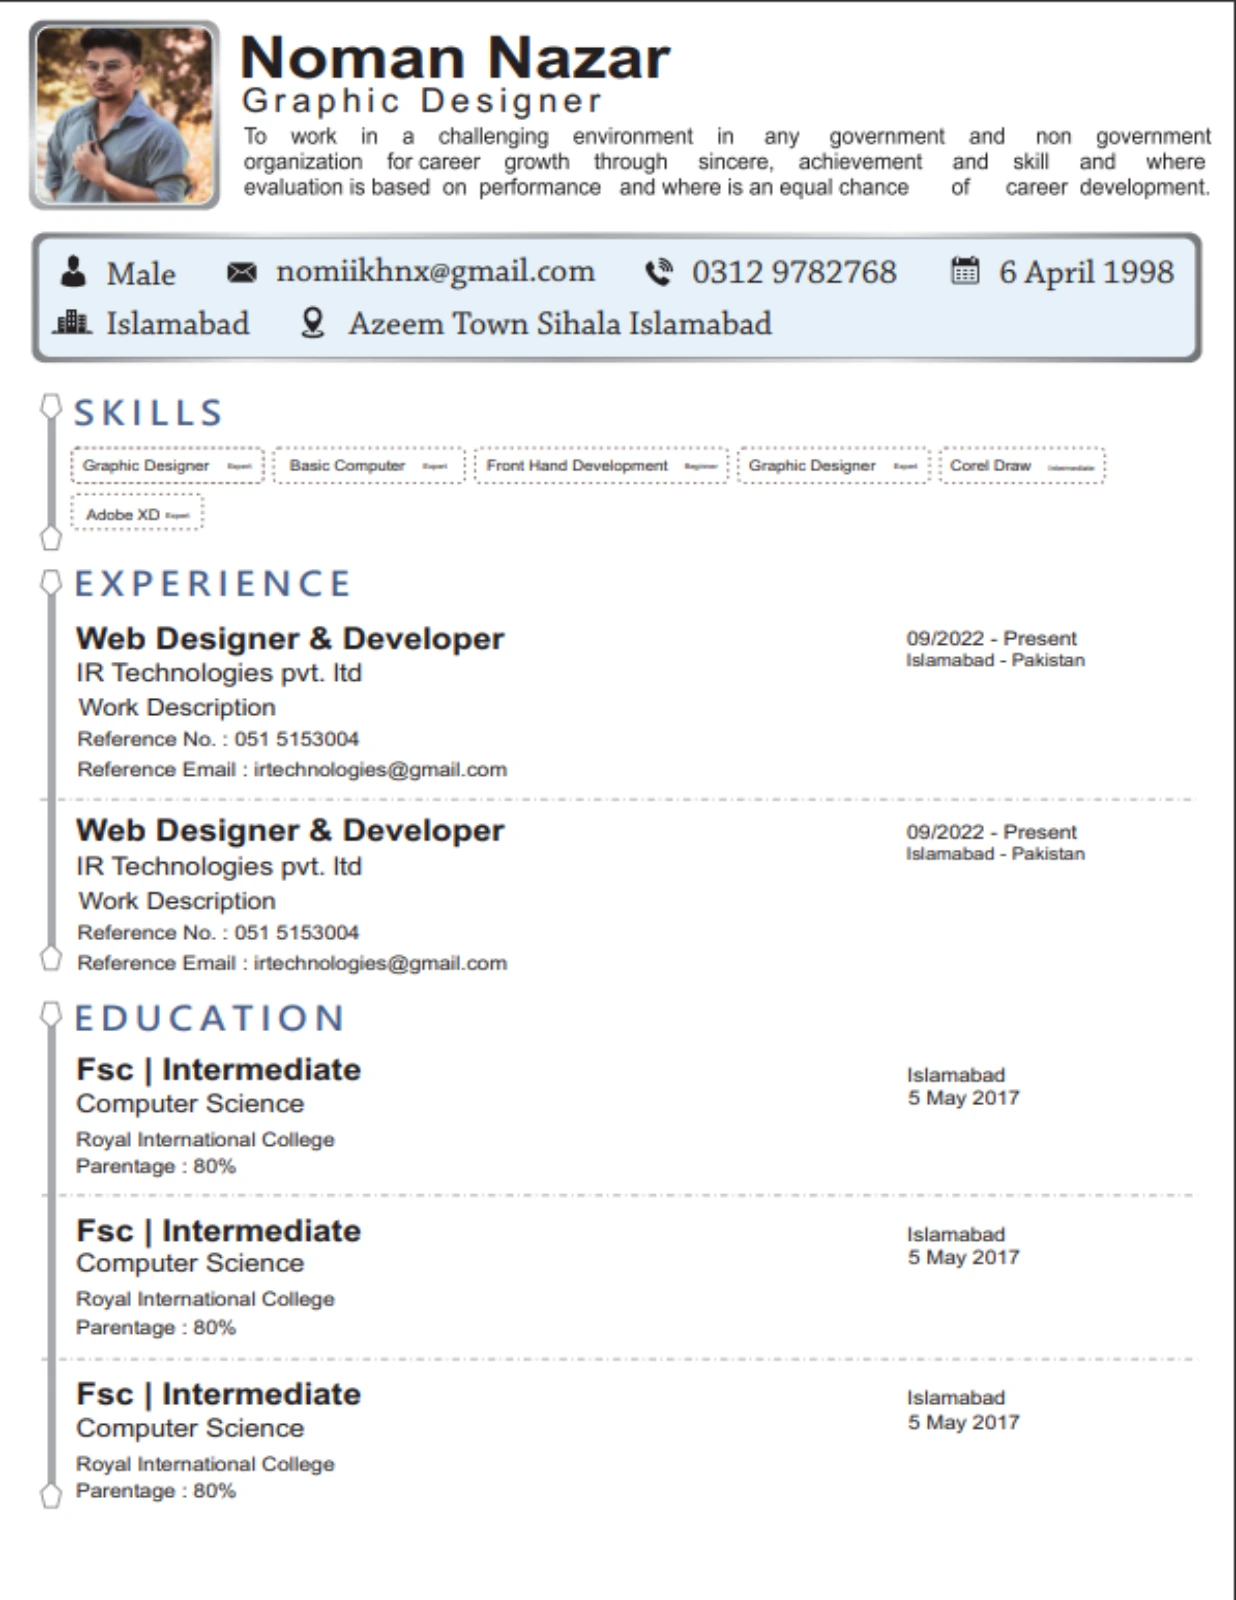 Noman Nazar
Graphic Designer
To work in a challenging environment in any government and non government
organization for career growth through sincere, achievement and skill and where
evaluation is based on performance and where is an equal chance of career development.
Male nomiikhnx@gmail.com 0312 9782768 6 April 1998
Islamabad Azeem Town Sihala Islamabad
SKILLS
Graphic Designer Expert Basic Computer Expert Front Hand Development Beginner Graphic Designer Expert Corel Draw Intermediate
Adobe XD Expert
EXPERIENCE
Web Designer & Developer 09/2022 - Present
IR Technologies pvt. ltd Islamabad - Pakistan
Work Description
Reference No. : 051 5153004
Reference Email : irtechnologies@gmail.com
Web Designer & Developer 09/2022 - Present
IR Technologies pvt. ltd Islamabad - Pakistan
Work Description
Reference No. : 051 5153004
Reference Email : irtechnologies@gmail.com
EDUCATION
Fsc | Intermediate Islamabad
Computer Science 5 May 2017
Royal International College
Parentage : 80%
Fsc | Intermediate Islamabad
Computer Science 5 May 2017
Royal International College
Parentage : 80%
Fsc | Intermediate Islamabad
Computer Science 5 May 2017
Royal International College
Parentage : 80%